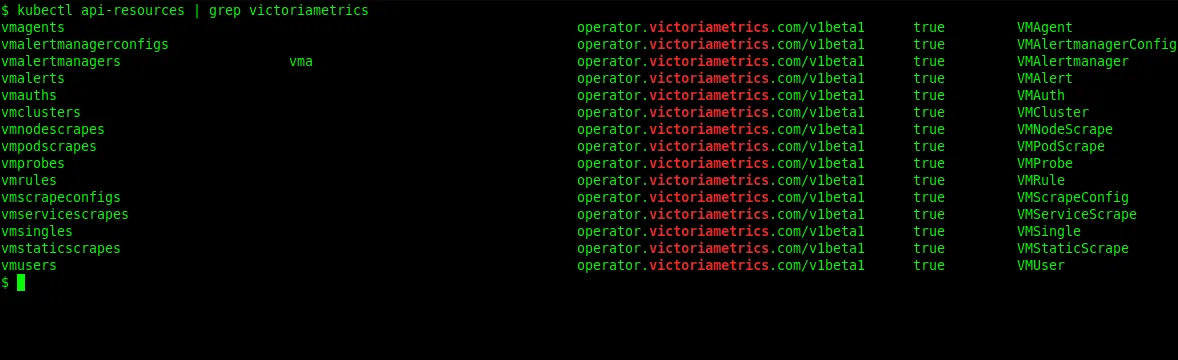 $ kubectl api-resources | grep victoriametrics
vmagents operator.victoriametrics.com/v1beta1 true VMAgent
vmalertmanagerconfigs operator.victoriametrics.com/v1beta1 true VMAlertmanagerConfig
vmalertmanagers vma operator.victoriametrics.com/v1beta1 true VMAlertmanager
vmalerts operator.victoriametrics.com/v1beta1 true VMAlert
vmauths operator.victoriametrics.com/v1beta1 true VMAuth
vmclusters operator.victoriametrics.com/v1beta1 true VMCluster
vmnodescrapes operator.victoriametrics.com/v1beta1 true VMNodeScrape
vmpodscrapes operator.victoriametrics.com/v1beta1 true VMPodScrape
vmprobes operator.victoriametrics.com/v1beta1 true VMProbe
vmrules operator.victoriametrics.com/v1beta1 true VMRule
vmscrapeconfigs operator.victoriametrics.com/v1beta1 true VMScrapeConfig
vmservicescrapes operator.victoriametrics.com/v1beta1 true VMServiceScrape
vmsingles operator.victoriametrics.com/v1beta1 true VMSingle
vmstaticscrapes operator.victoriametrics.com/v1beta1 true VMStaticScrape
vmusers operator.victoriametrics.com/v1beta1 true VMUser
$